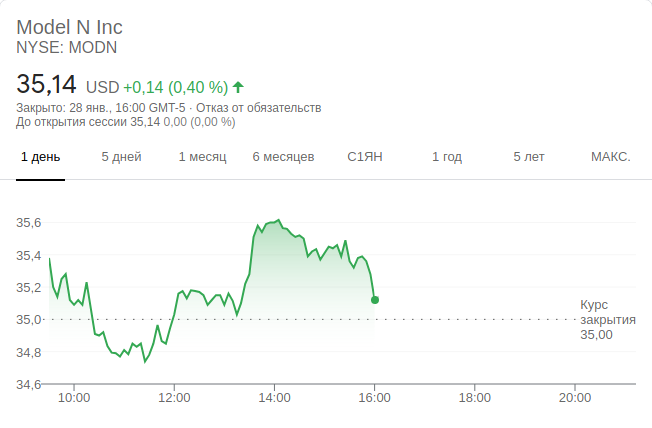 Model N Inc
NYSE: MODN
35,14 USD +0,14 (0,40 %)
Закрыто: 28 янв., 16:00 GMT-5 · Отказ от обязательств
До открытия сессии 35,14 0,00 (0,00 %)
1 день 5 дней 1 месяц 6 месяцев С1ЯН 1 год 5 лет МАКС.
35,6
35,4
35,2
35,0
34,8
34,6
Курс
закрытия
35,00
10:00 12:00 14:00 16:00 18:00 20:00